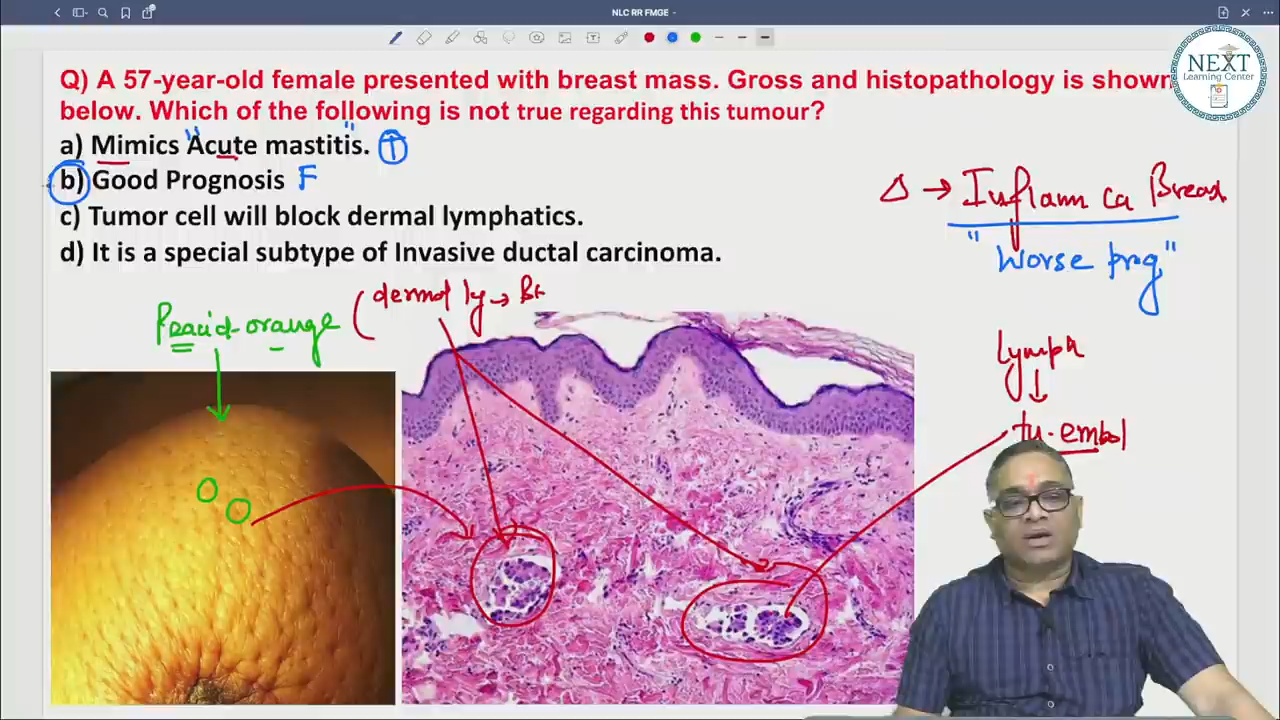 NLC RR FMGE
NEXT
Learning Center
Q) A 57-year-old female presented with breast mass. Gross and histopathology is shown
below. Which of the following is not true regarding this tumour?
a) Mimics "Acute mastitis". T
b) Good Prognosis F
c) Tumor cell will block dermal lymphatics.
d) It is a special subtype of Invasive ductal carcinoma.
Δ → Inflam ca Breast
"Worse prog"
(dermal ly →
orange
lymph
↓
tu. embol